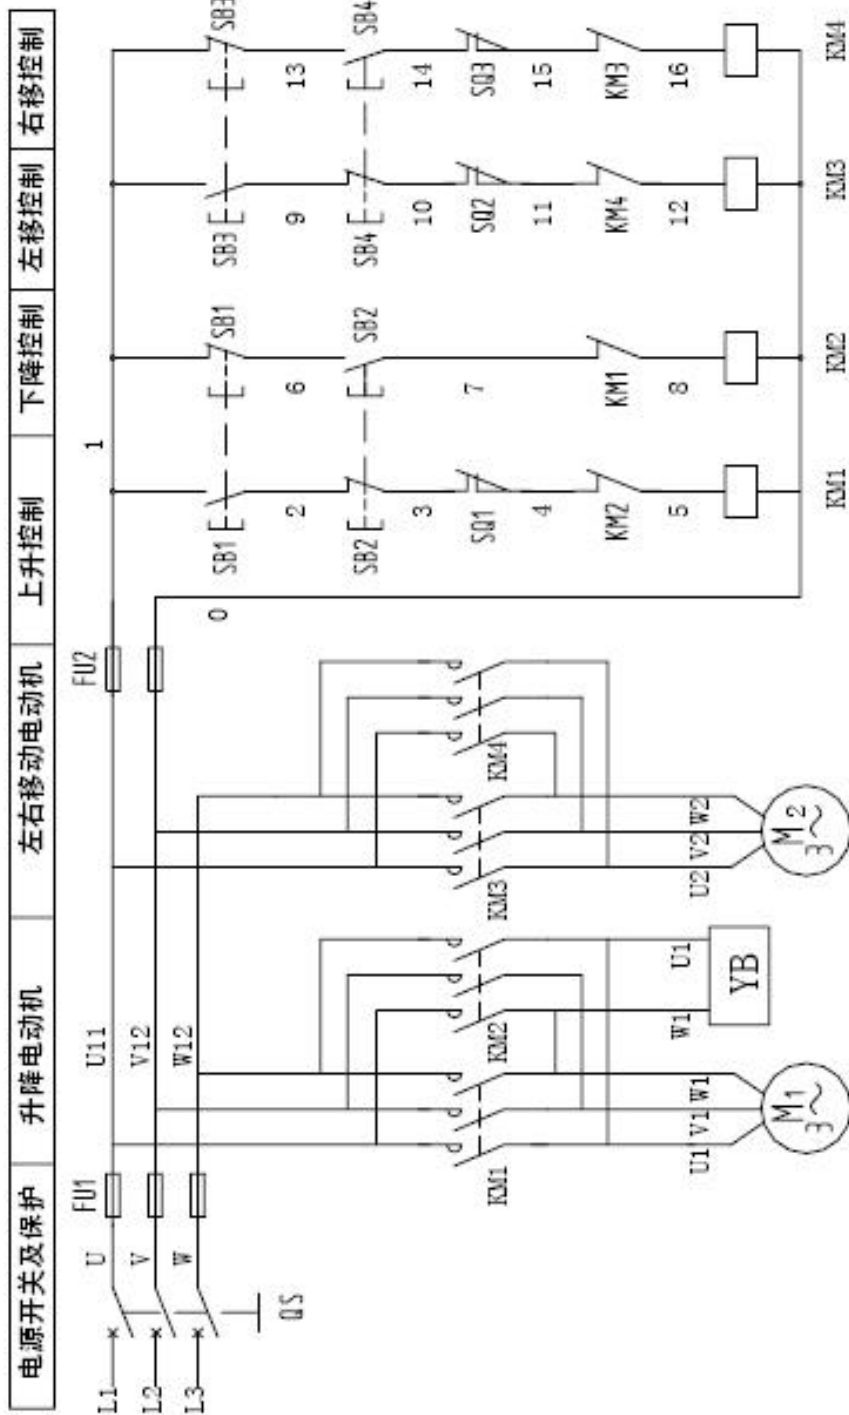 电源开关及保护 升降电动机 左右移动电动机 上升控制 下降控制 左移控制 右移控制
L1 U FU1 U11 FU2 1
L2 V V12
L3 W W12
QS
0
SB1 SB1 SB3 SB3
2 6 9 13
SB2 SB2 SB4 SB4
3 10 14
KM1 KM2 KM3 KM4 SQ1 7 SQ2 SQ3
4 11 15
KM2 KM1 KM4 KM3
5 8 12 16
U1 V1 W1 W1 U1 U2 V2 W2
M1 3~ YB M2 3~
KM1 KM2 KM3 KM4